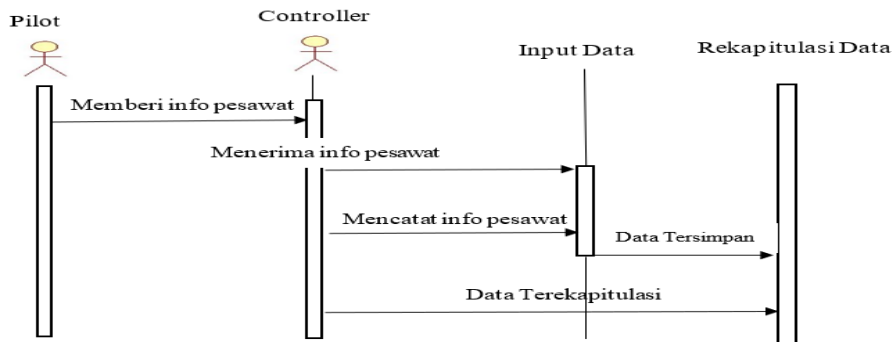 Pilot
Controller
Input Data
Rekapitulasi Data
Memberi info pesawat
Menerima info pesawat
Mencatat info pesawat
Data Tersimpan
Data Terekapitulasi